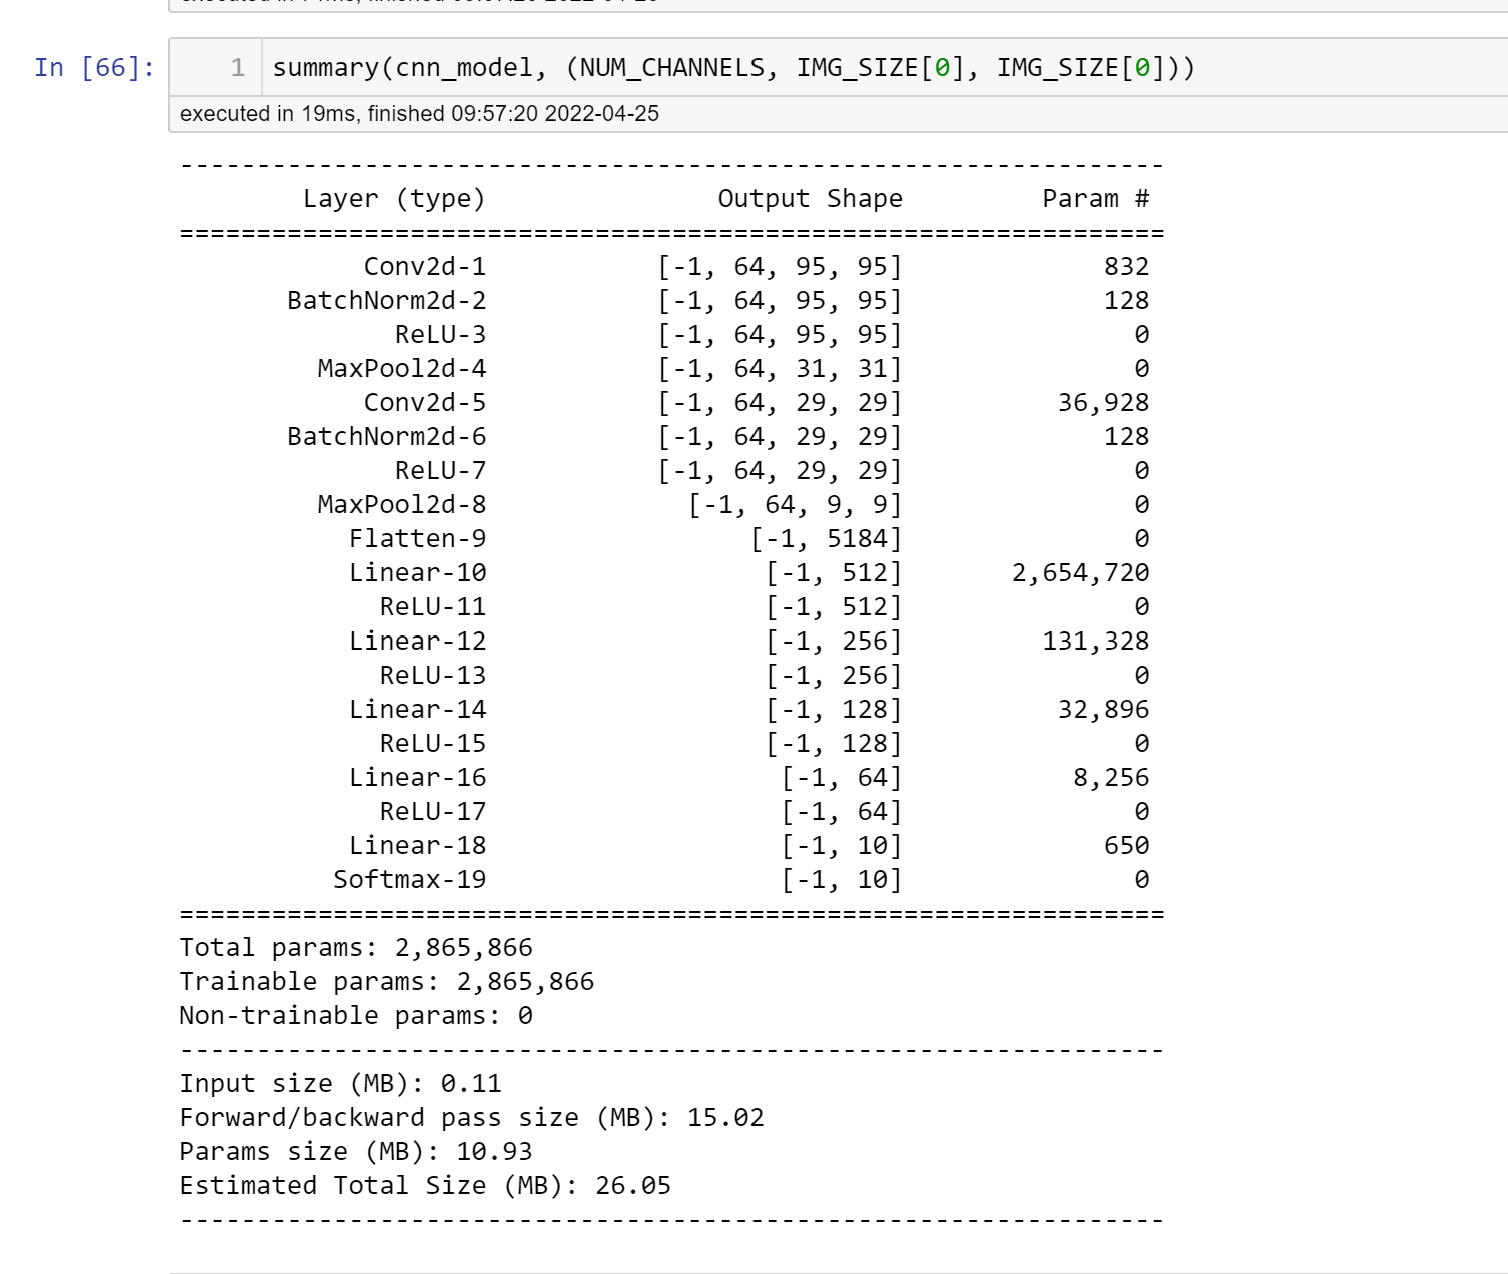 In [66]: 1 summary(cnn_model, (NUM_CHANNELS, IMG_SIZE[0], IMG_SIZE[0]))
executed in 19ms, finished 09:57:20 2022-04-25
----------------------------------------------------------------
Layer (type) Output Shape Param #
================================================================
Conv2d-1 [-1, 64, 95, 95] 832
BatchNorm2d-2 [-1, 64, 95, 95] 128
ReLU-3 [-1, 64, 95, 95] 0
MaxPool2d-4 [-1, 64, 31, 31] 0
Conv2d-5 [-1, 64, 29, 29] 36,928
BatchNorm2d-6 [-1, 64, 29, 29] 128
ReLU-7 [-1, 64, 29, 29] 0
MaxPool2d-8 [-1, 64, 9, 9] 0
Flatten-9 [-1, 5184] 0
Linear-10 [-1, 512] 2,654,720
ReLU-11 [-1, 512] 0
Linear-12 [-1, 256] 131,328
ReLU-13 [-1, 256] 0
Linear-14 [-1, 128] 32,896
ReLU-15 [-1, 128] 0
Linear-16 [-1, 64] 8,256
ReLU-17 [-1, 64] 0
Linear-18 [-1, 10] 650
Softmax-19 [-1, 10] 0
================================================================
Total params: 2,865,866
Trainable params: 2,865,866
Non-trainable params: 0
----------------------------------------------------------------
Input size (MB): 0.11
Forward/backward pass size (MB): 15.02
Params size (MB): 10.93
Estimated Total Size (MB): 26.05
----------------------------------------------------------------